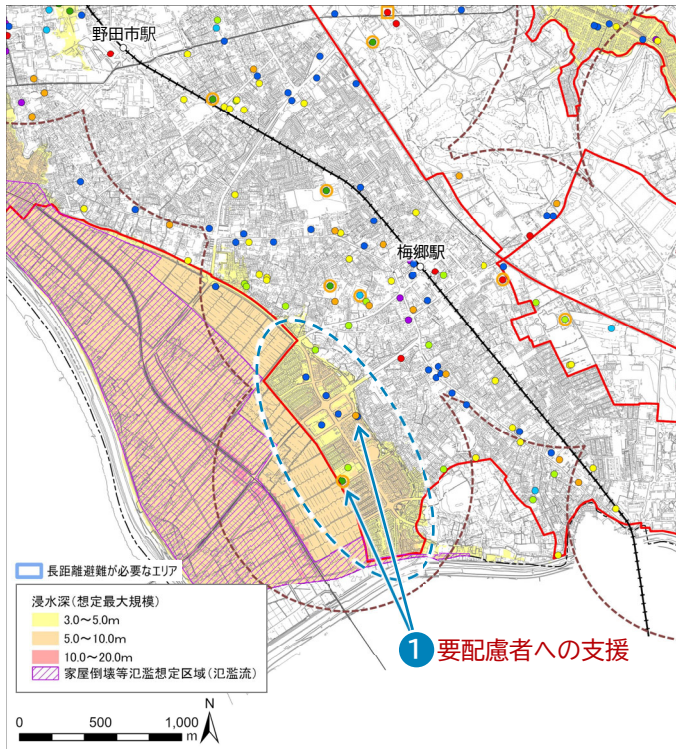 野田市駅
梅郷駅
長距離避難が必要なエリア
浸水深(想定最大規模)
3.0~5.0m
5.0~10.0m
10.0~20.0m
家屋倒壊等氾濫想定区域(氾濫流)
1 要配慮者への支援
0 500 1,000 m N